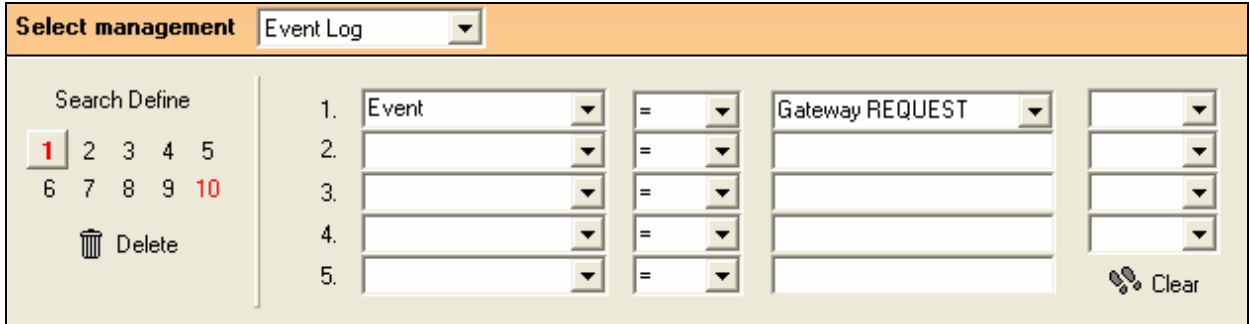 Select management Event Log
Search Define
1 2 3 4 5
6 7 8 9 10
Delete
1. Event = Gateway REQUEST
2. =
3. =
4. =
5. =
Clear